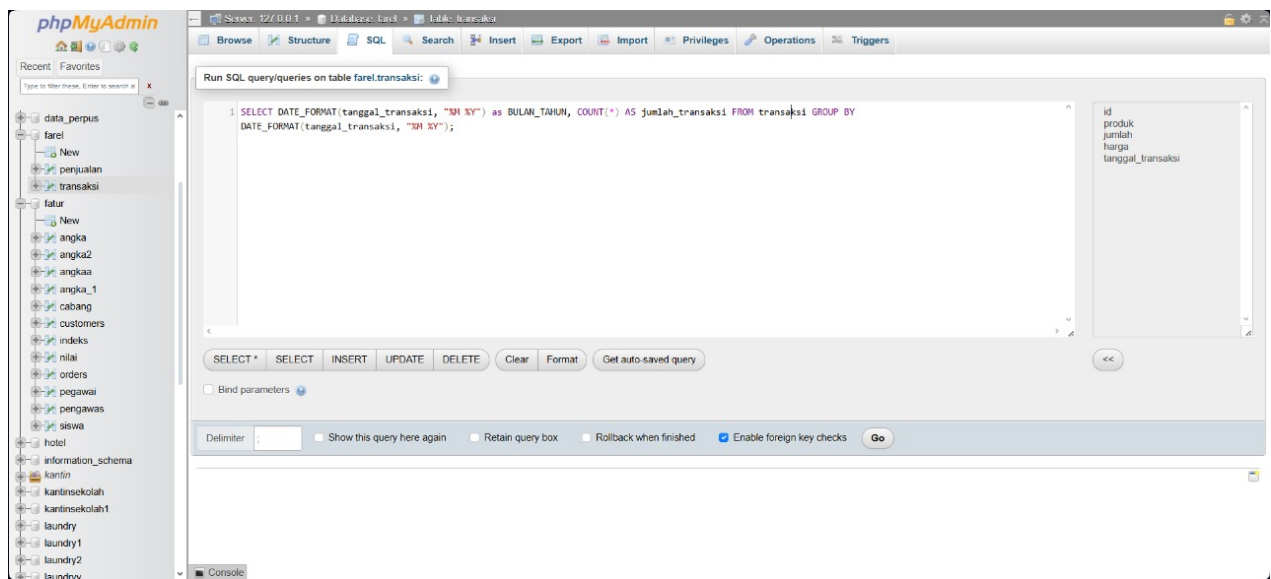 phpMyAdmin
Recent Favorites
Type to filter these, Enter to search a X
data_perpus
farel
New
penjualan
transaksi
fatur
New
angka
angka2
angkaa
angka_1
cabang
customers
indeks
nilai
orders
pegawai
pengawas
siswa
hotel
information_schema
kantin
kantinsekolah
kantinsekolah1
laundry
laundry1
laundry2
laundryy
Server: 127.0.0.1 » Database: farel » Table: transaksi
Browse Structure SQL Search Insert Export Import Privileges Operations Triggers
Run SQL query/queries on table farel.transaksi:
1 SELECT DATE_FORMAT(tanggal_transaksi, "%M %Y") as BULAN_TAHUN, COUNT(*) AS jumlah_transaksi FROM transaksi GROUP BY
DATE_FORMAT(tanggal_transaksi, "%M %Y");
id
produk
jumlah
harga
tanggal_transaksi
SELECT * SELECT INSERT UPDATE DELETE Clear Format Get auto-saved query <<
Bind parameters
Delimiter ; Show this query here again Retain query box Rollback when finished Enable foreign key checks Go
Console